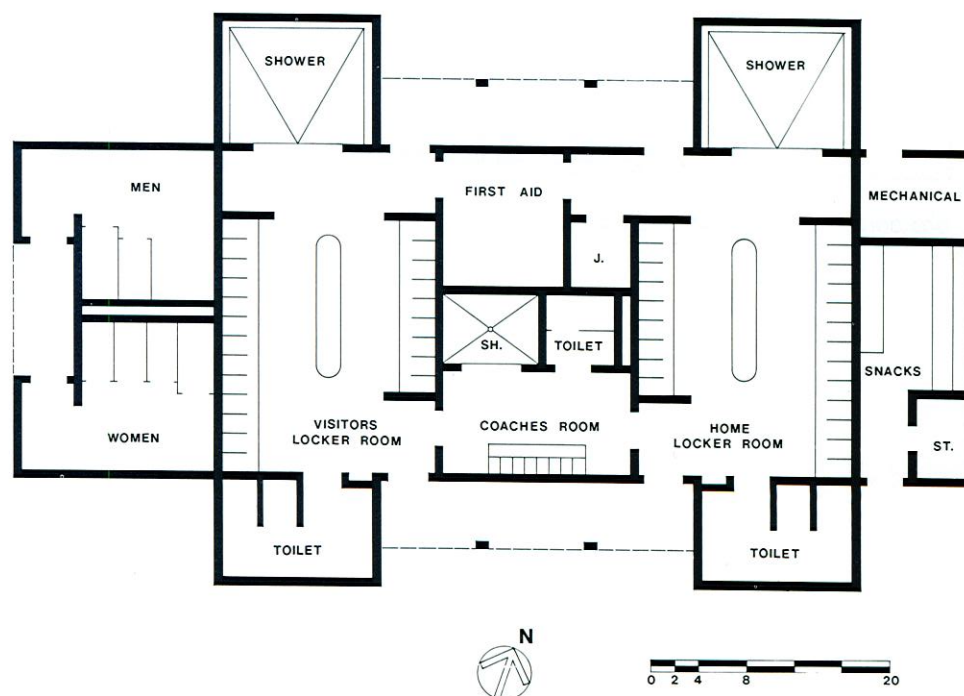 SHOWER
SHOWER
MEN
FIRST AID
MECHANICAL
J.
SH.
TOILET
SNACKS
WOMEN
VISITORS
LOCKER ROOM
COACHES ROOM
HOME
LOCKER ROOM
ST.
TOILET
TOILET
N
0 2 4 8 20